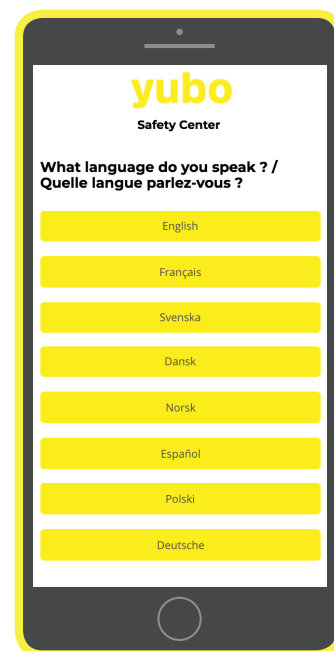 yubo
Safety Center
What language do you speak ? /
Quelle langue parlez-vous ?
English
Français
Svenska
Dansk
Norsk
Español
Polski
Deutsche